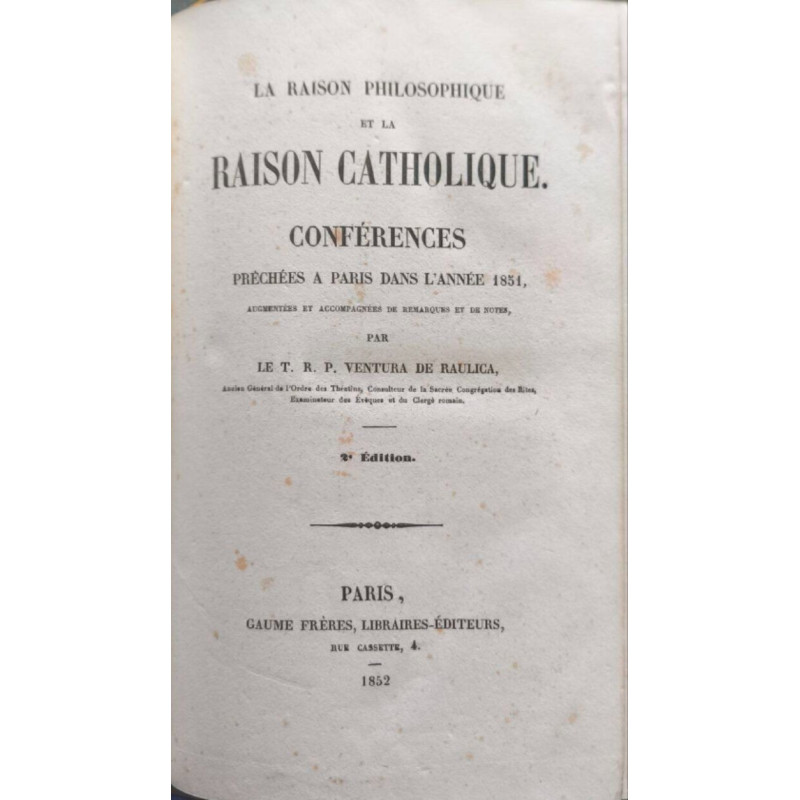 LA RAISON PHILOSOPHIQUE
ET LA
RAISON CATHOLIQUE.
CONFÉRENCES
PRÊCHÉES A PARIS DANS L'ANNÉE 1851,
AUGMENTÉES ET ACCOMPAGNÉES DE REMARQUES ET DE NOTES,
PAR
LE T. R. P. VENTURA DE RAULICA,
Ancien Général de l'Ordre des Théatins, Consulteur de la Sacrée Congrégation des Rites,
Examinateur des Évêques et du Clergé romain.
2e Édition.
PARIS,
GAUME FRÈRES, LIBRAIRES-ÉDITEURS,
RUE CASSETTE, 4.
1852